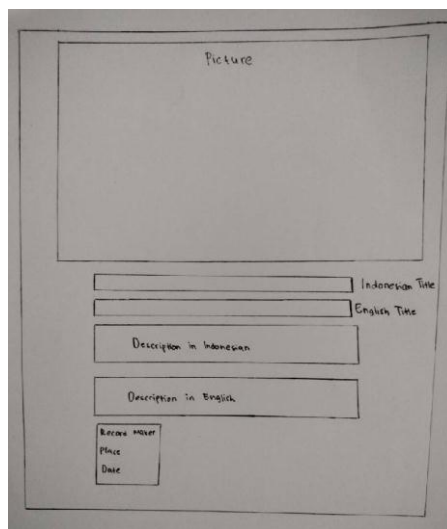 Picture
Indonesian Title
English Title
Description in Indonesian
Description in English
Record Maker
Place
Date